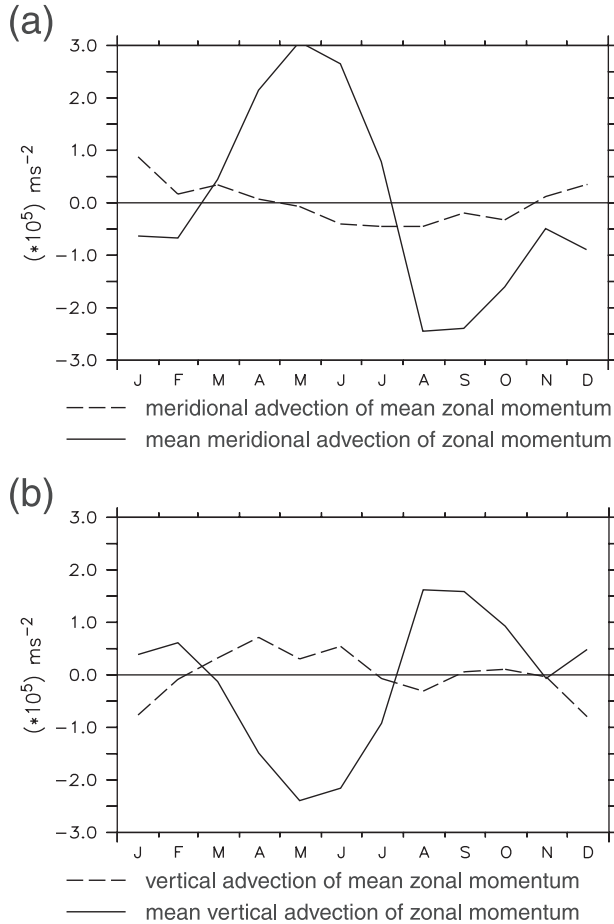 (a)
3.0
2.0
1.0
0.0
−1.0
−2.0
−3.0
(*10⁵) ms⁻²
J F M A M J J A S O N D
meridional advection of mean zonal momentum
mean meridional advection of zonal momentum
(b)
3.0
2.0
1.0
0.0
−1.0
−2.0
−3.0
(*10⁵) ms⁻²
J F M A M J J A S O N D
vertical advection of mean zonal momentum
mean vertical advection of zonal momentum